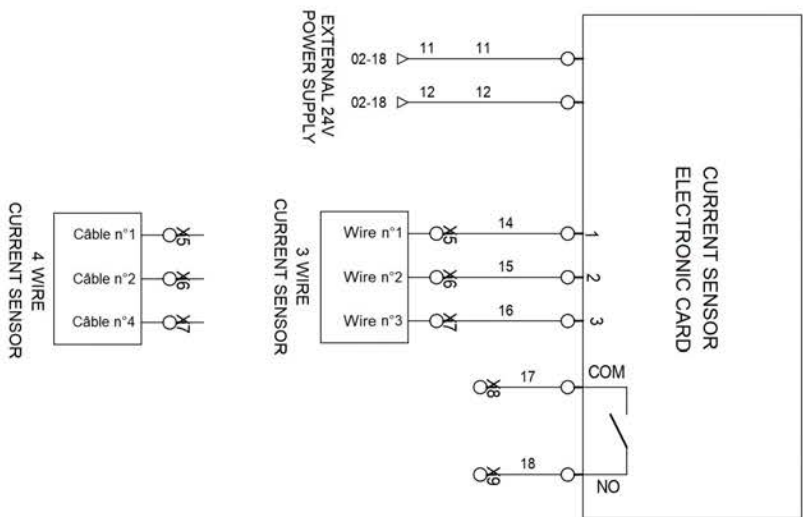 EXTERNAL 24V
POWER SUPPLY
02-18 11 11
02-18 12 12
CURRENT SENSOR
ELECTRONIC CARD
4 WIRE
CURRENT SENSOR
Câble n°1 X5
Câble n°2 X6
Câble n°4 X7
3 WIRE
CURRENT SENSOR
Wire n°1 X5 14 1
Wire n°2 X6 15 2
Wire n°3 X7 16 3
X8 17 COM
X9 18 NO